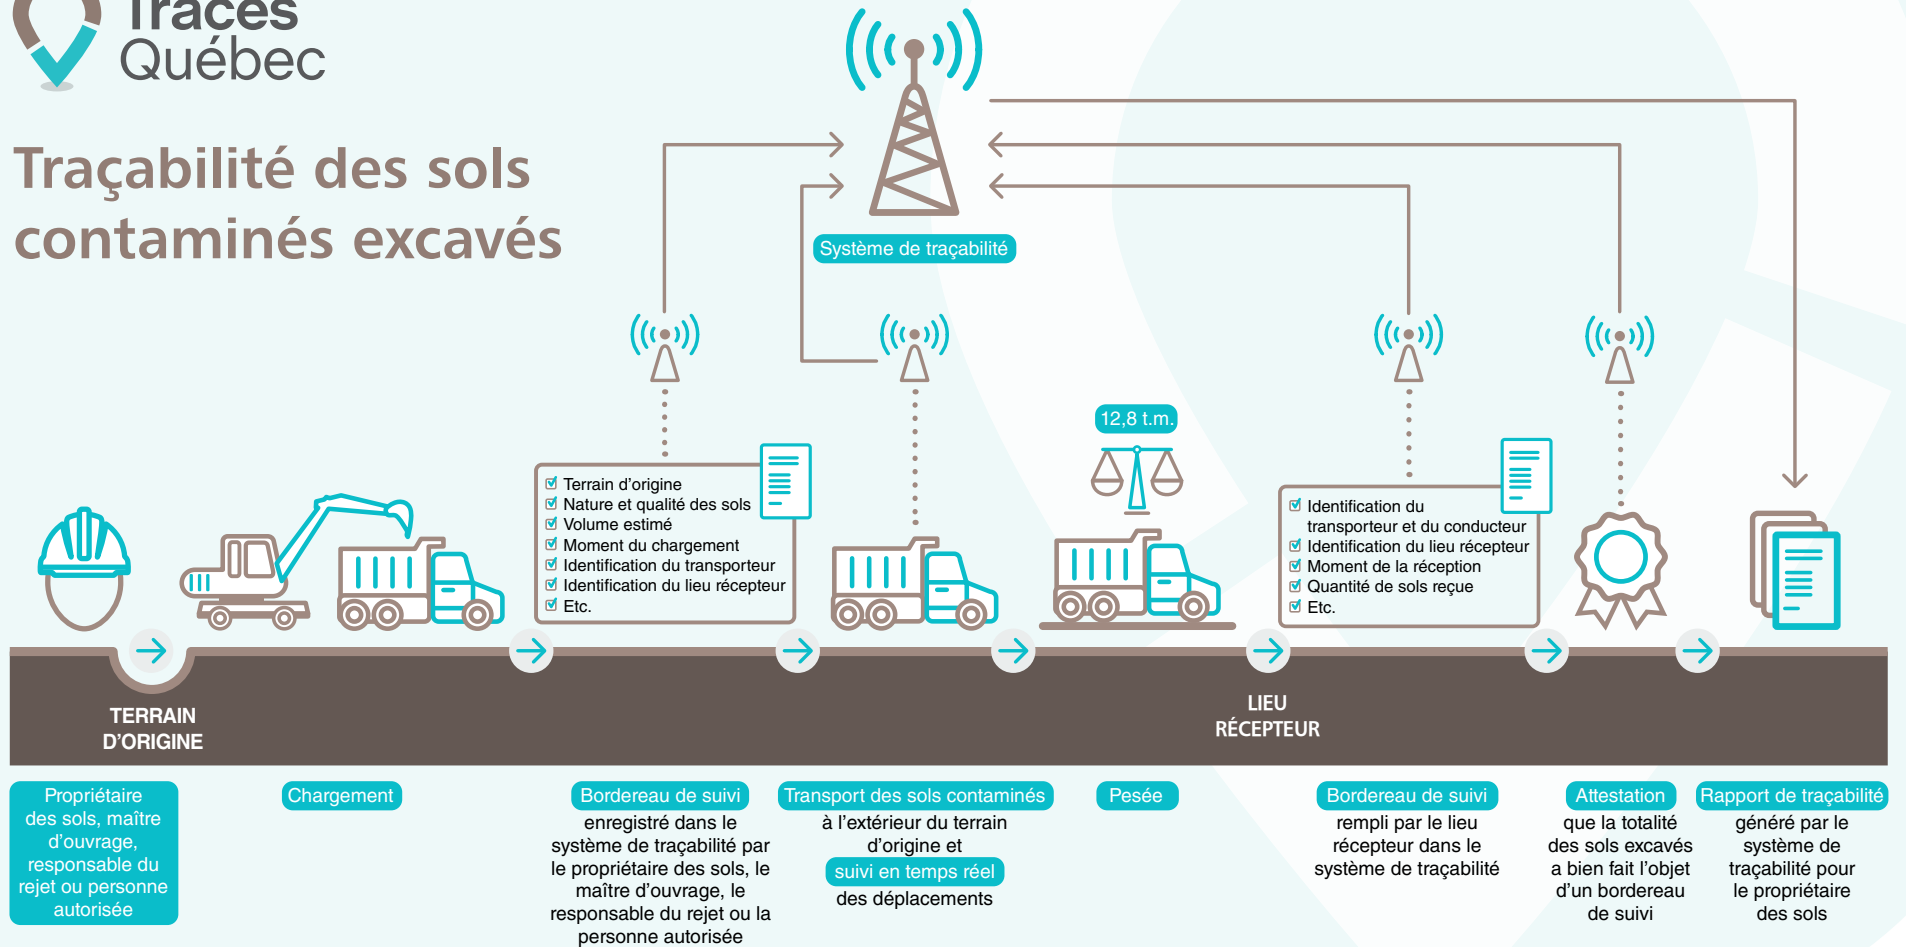 Traces
Québec
Traçabilité des sols
contaminés excavés
Système de traçabilité
Terrain d'origine
Nature et qualité des sols
Volume estimé
Moment du chargement
Identification du transporteur
Identification du lieu récepteur
Etc.
12,8 t.m.
Identification du
transporteur et du conducteur
Identification du lieu récepteur
Moment de la réception
Quantité de sols reçue
Etc.
TERRAIN
D'ORIGINE
LIEU
RÉCEPTEUR
Propriétaire
des sols, maître
d'ouvrage,
responsable du
rejet ou personne
autorisée
Chargement
Bordereau de suivi
enregistré dans le
système de traçabilité par
le propriétaire des sols, le
maître d'ouvrage, le
responsable du rejet ou la
personne autorisée
Transport des sols contaminés
à l'extérieur du terrain
d'origine et
suivi en temps réel
des déplacements
Pesée
Bordereau de suivi
rempli par le lieu
récepteur dans le
système de traçabilité
Attestation
que la totalité
des sols excavés
a bien fait l'objet
d'un bordereau
de suivi
Rapport de traçabilité
généré par le
système de
traçabilité pour
le propriétaire
des sols